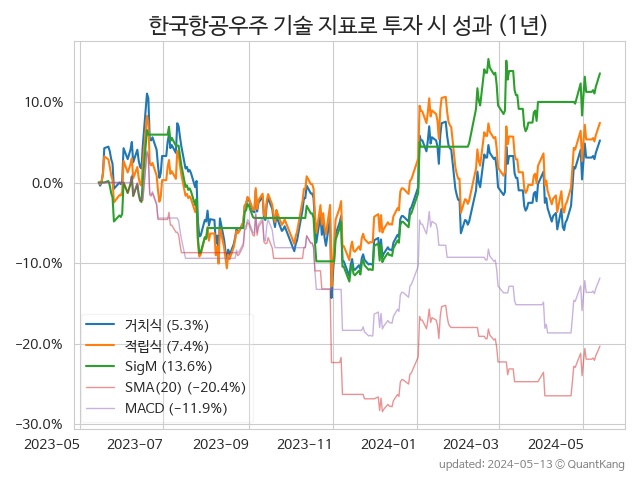 한국항공우주 기술 지표로 투자 시 성과 (1년)
10.0%
0.0%
−10.0%
−20.0%
−30.0%
거치식 (5.3%)
적립식 (7.4%)
SigM (13.6%)
SMA(20) (−20.4%)
MACD (−11.9%)
2023-05 2023-07 2023-09 2023-11 2024-01 2024-03 2024-05
updated: 2024-05-13 ⓒ QuantKang